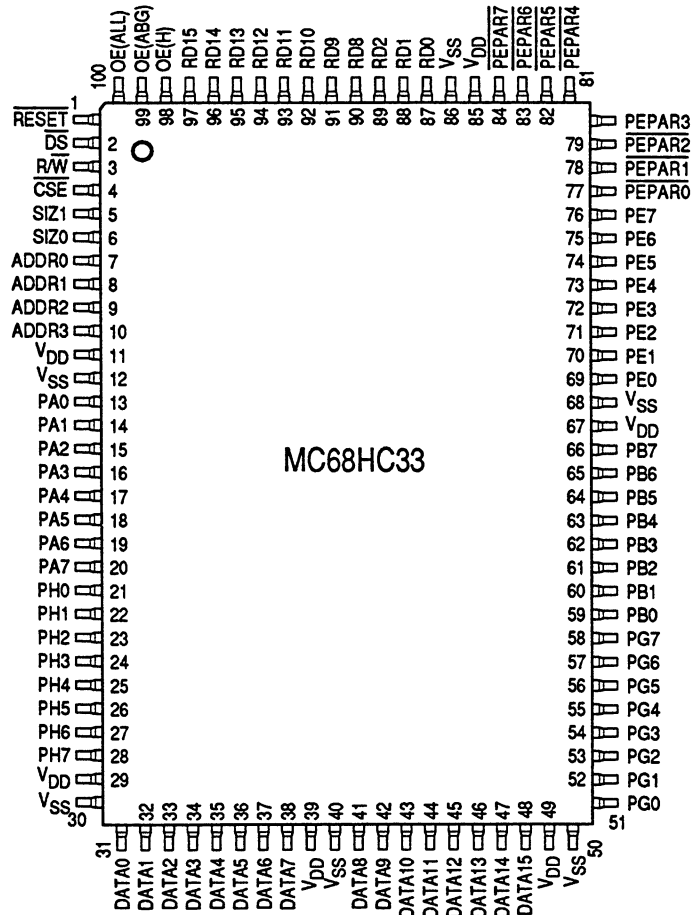 100 OE(ALL)
99 OE(ABG)
98 OE(H)
97 RD15
96 RD14
95 RD13
94 RD12
93 RD11
92 RD10
91 RD9
90 RD8
89 RD2
88 RD1
87 RD0
86 VSS
85 VDD
84 PEPAR7
83 PEPAR6
82 PEPAR5
81 PEPAR4
RESET 1
DS 2
R/W 3
CSE 4
SIZ1 5
SIZ0 6
ADDR0 7
ADDR1 8
ADDR2 9
ADDR3 10
VDD 11
VSS 12
PA0 13
PA1 14
PA2 15
PA3 16
PA4 17
PA5 18
PA6 19
PA7 20
PH0 21
PH1 22
PH2 23
PH3 24
PH4 25
PH5 26
PH6 27
PH7 28
VDD 29
VSS 30
MC68HC33
PEPAR3
79 PEPAR2
78 PEPAR1
77 PEPAR0
76 PE7
75 PE6
74 PE5
73 PE4
72 PE3
71 PE2
70 PE1
69 PE0
68 VSS
67 VDD
66 PB7
65 PB6
64 PB5
63 PB4
62 PB3
61 PB2
60 PB1
59 PB0
58 PG7
57 PG6
56 PG5
55 PG4
54 PG3
53 PG2
52 PG1
51 PG0
31 DATA0
32 DATA1
33 DATA2
34 DATA3
35 DATA4
36 DATA5
37 DATA6
38 DATA7
39 VDD
40 VSS
41 DATA8
42 DATA9
43 DATA10
44 DATA11
45 DATA12
46 DATA13
47 DATA14
48 DATA15
49 VDD
50 VSS